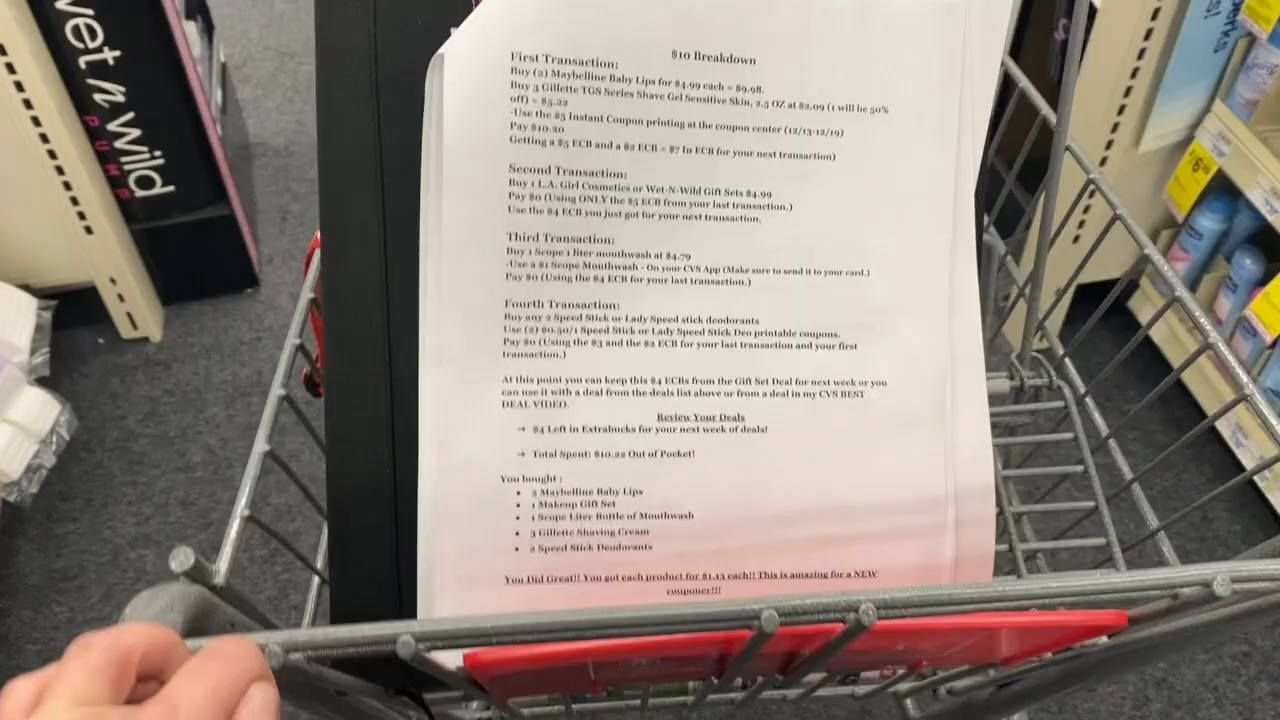 wet n wild
PUMP
$10 Breakdown
First Transaction:
Buy (2) Maybelline Baby Lips for $4.99 each = $9.98.
Buy 3 Gillette TGS Series Shave Gel Sensitive Skin, 2.5 OZ at $2.09 (1 will be 50%
off) = $5.22
-Use the $5 Instant Coupon printing at the coupon center (12/13-12/19)
Pay $10.20
Getting a $5 ECB and a $2 ECB = $7 In ECB for your next transaction)
Second Transaction:
Buy 1 L.A. Girl Cosmetics or Wet-N-Wild Gift Sets $4.99
Pay $0 (Using ONLY the $5 ECB from your last transaction.)
Use the $4 ECB you just got for your next transaction.
Third Transaction:
Buy 1 Scope 1 liter mouthwash at $4.79
-Use a $1 Scope Mouthwash - On your CVS App (Make sure to send it to your card.)
Pay $0 (Using the $4 ECB for your last transaction.)
Fourth Transaction:
Buy any 2 Speed Stick or Lady Speed stick deodorants
Use (2) $0.50/1 Speed Stick or Lady Speed Stick Deo printable coupons.
Pay $0 (Using the $3 and the $2 ECB for your last transaction and your first
transaction.)
At this point you can keep this $4 ECBs from the Gift Set Deal for next week or you
can use it with a deal from the deals list above or from a deal in my CVS BEST
DEAL VIDEO.
Review Your Deals
→ $4 Left in Extrabucks for your next week of deals!
→ Total Spent: $10.22 Out of Pocket!
You bought :
• 2 Maybelline Baby Lips
• 1 Makeup Gift Set
• 1 Scope Liter Bottle of Mouthwash
• 3 Gillette Shaving Cream
• 2 Speed Stick Deodorants
You Did Great!! You got each product for $1.13 each!! This is amazing for a NEW
couponer!!!